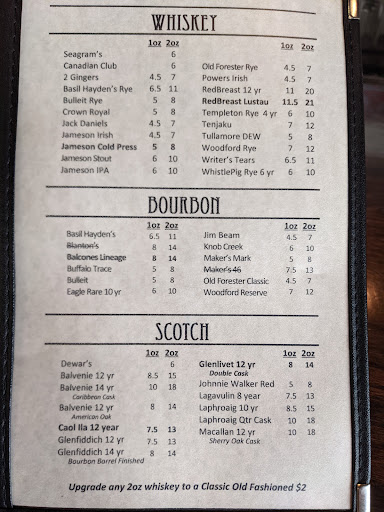 WHISKEY
1oz 2oz
Seagram's 6
Canadian Club 6
2 Gingers 4.5 7
Basil Hayden's Rye 6.5 11
Bulleit Rye 5 8
Crown Royal 5 8
Jack Daniels 4.5 7
Jameson Irish 4.5 7
Jameson Cold Press 5 8
Jameson Stout 6 10
Jameson IPA 6 10
1oz 2oz
Old Forester Rye 4.5 7
Powers Irish 4.5 7
RedBreast 12 yr 11 20
RedBreast Lustau 11.5 21
Templeton Rye 4 yr 6 10
Tenjaku 7 12
Tullamore DEW 5 8
Woodford Rye 7 12
Writer's Tears 6.5 11
WhistlePig Rye 6 yr 6 10
BOURBON
1oz 2oz
Basil Hayden's 6.5 11
Blanton's 8 14
Balcones Lineage 8 14
Buffalo Trace 5 8
Bulleit 5 8
Eagle Rare 10 yr 6 10
1oz 2oz
Jim Beam 4.5 7
Knob Creek 6 10
Maker's Mark 5 8
Maker's 46 7.5 13
Old Forester Classic 4.5 7
Woodford Reserve 7 12
SCOTCH
1oz 2oz
Dewar's 6
Balvenie 12 yr 8.5 15
Balvenie 14 yr 10 18
Caribbean Cask
Balvenie 12 yr 8 14
American Oak
Caol Ila 12 year 7.5 13
Glenfiddich 12 yr 7.5 13
Glenfiddich 14 yr 8 14
Bourbon Barrel Finished
1oz 2oz
Glenlivet 12 yr 8 14
Double Cask
Johnnie Walker Red 5 8
Lagavulin 8 year 7.5 13
Laphroaig 10 yr 8.5 15
Laphroaig Qtr Cask 10 18
Macallan 12 yr 10 18
Sherry Oak Cask
Upgrade any 2oz whiskey to a Classic Old Fashioned $2